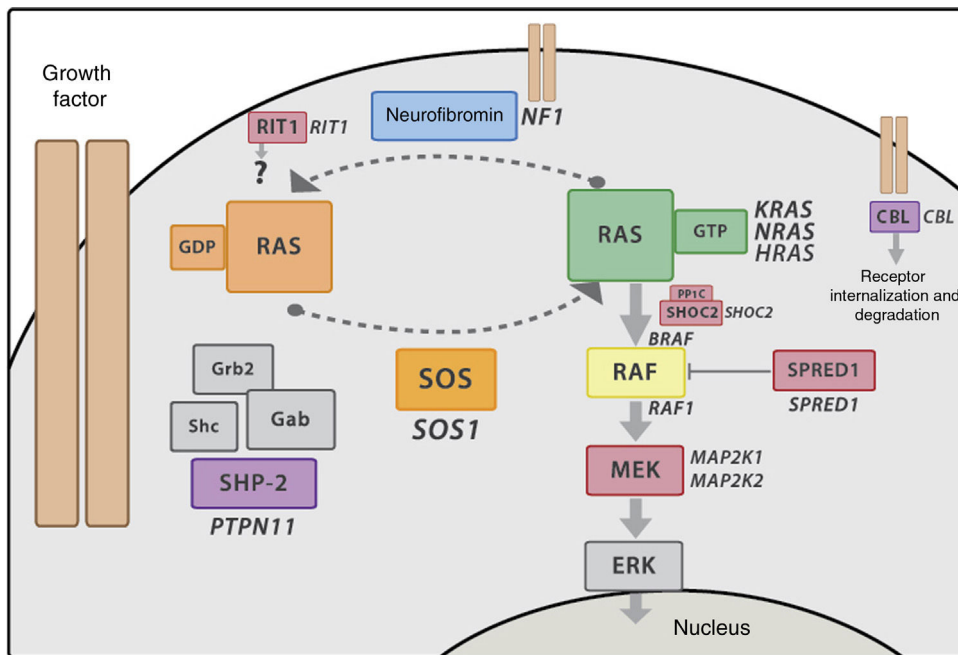 Growth
factor
RIT1
RIT1
?
Neurofibromin
NF1
GDP
RAS
RAS
GTP
KRAS
NRAS
HRAS
CBL
CBL
Receptor
internalization and
degradation
PP1C
SHOC2
SHOC2
BRAF
RAF
RAF1
SPRED1
SPRED1
SOS
SOS1
Grb2
Shc
Gab
SHP-2
PTPN11
MEK
MAP2K1
MAP2K2
ERK
Nucleus